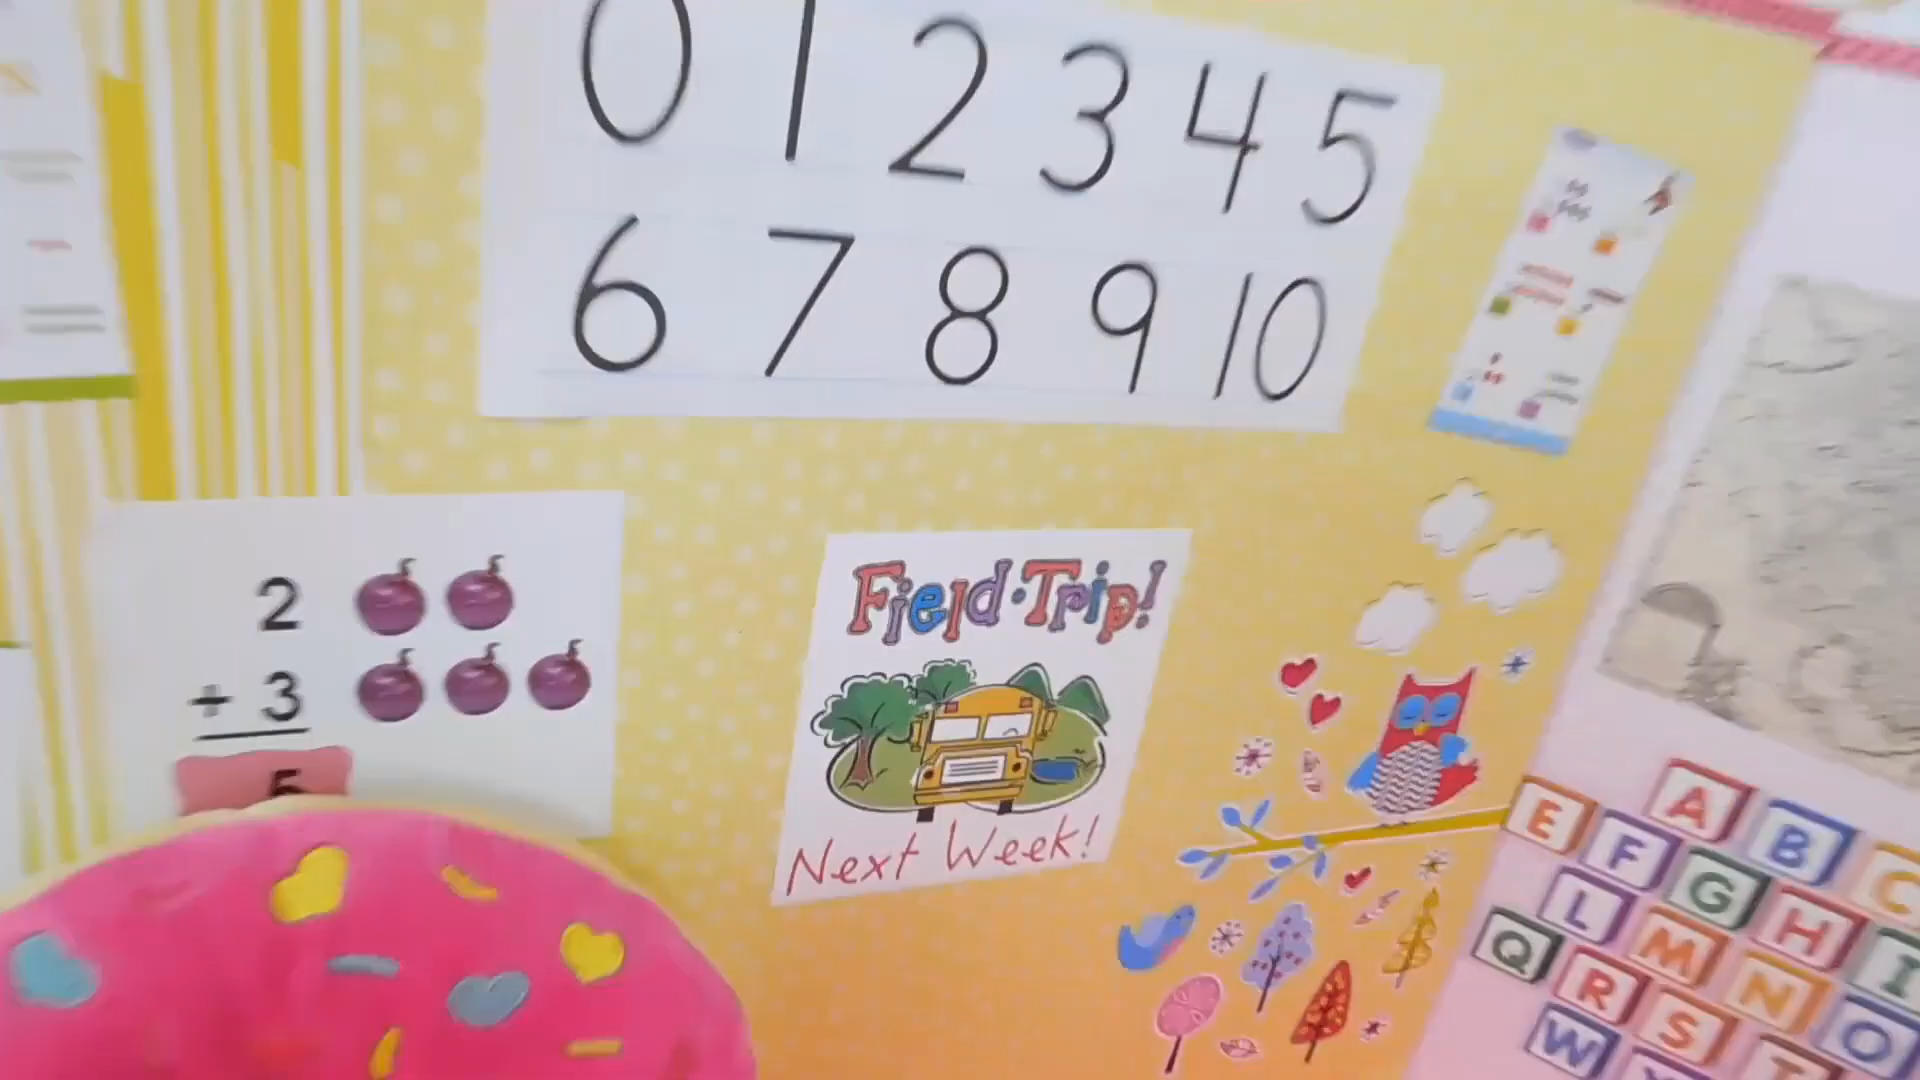 0 1 2 3 4 5
6 7 8 9 10
2
+ 3
5
Field·Trip!
Next Week!
A B C
E F G H I
L M N O
Q R S T
W